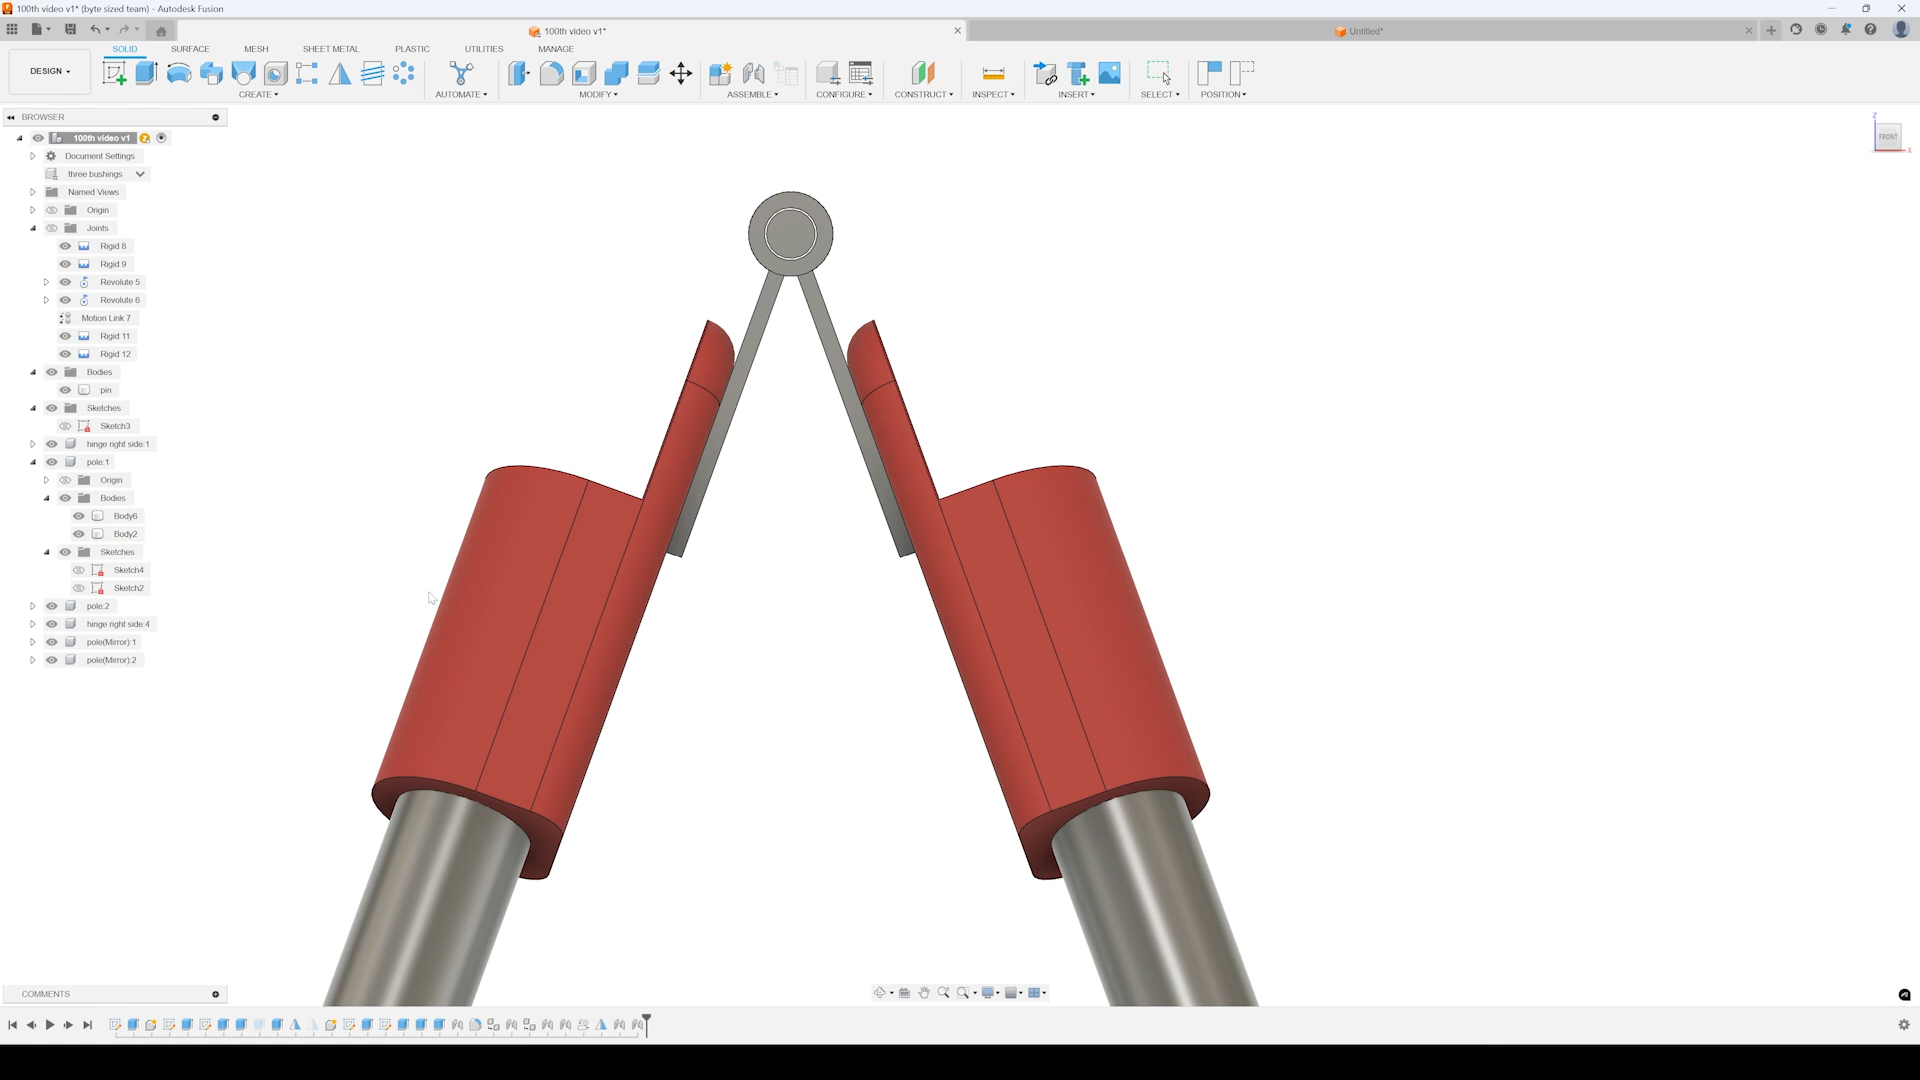 100th video v1* (byte sized team) - Autodesk Fusion
100th video v1*
Untitled*
DESIGN
SOLID
SURFACE
MESH
SHEET METAL
PLASTIC
UTILITIES
MANAGE
CREATE
AUTOMATE
MODIFY
ASSEMBLE
CONFIGURE
CONSTRUCT
INSPECT
INSERT
SELECT
POSITION
BROWSER
100th video v1
Document Settings
three bushings
Named Views
Origin
Joints
Rigid 8
Rigid 9
Revolute 5
Revolute 6
Motion Link 7
Rigid 11
Rigid 12
Bodies
pin
Sketches
Sketch3
hinge right side:1
pole:1
Origin
Bodies
Body6
Body2
Sketches
Sketch4
Sketch2
pole:2
hinge right side:4
pole(Mirror):1
pole(Mirror):2
Z
FRONT
X
COMMENTS